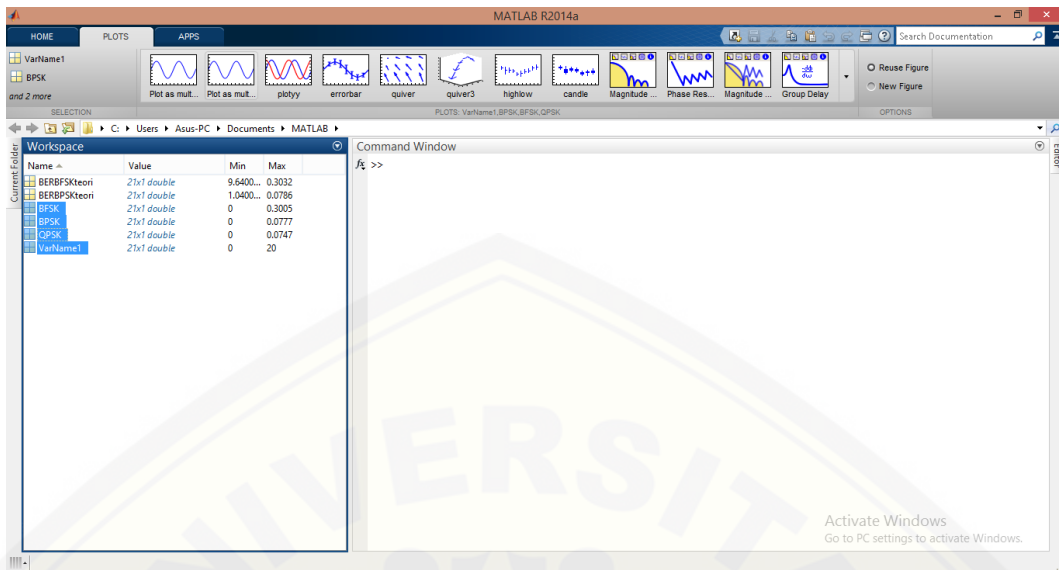 MATLAB R2014a
HOME PLOTS APPS
Search Documentation
VarName1
BPSK
and 2 more
Plot as mult... Plot as mult... plotyy errorbar quiver quiver3 highlow candle Magnitude ... Phase Res... Magnitude ... Group Delay
Reuse Figure
New Figure
SELECTION PLOTS: VarName1,BPSK,BFSK,QPSK OPTIONS
C: Users Asus-PC Documents MATLAB
Current Folder
Workspace
Name Value Min Max
BERBFSKteori 21x1 double 9.6400... 0.3032
BERBPSKteori 21x1 double 1.0400... 0.0786
BFSK 21x1 double 0 0.3005
BPSK 21x1 double 0 0.0777
QPSK 21x1 double 0 0.0747
VarName1 21x1 double 0 20
Command Window
fx >>
Editor
UNIVERSITA
Activate Windows
Go to PC settings to activate Windows.